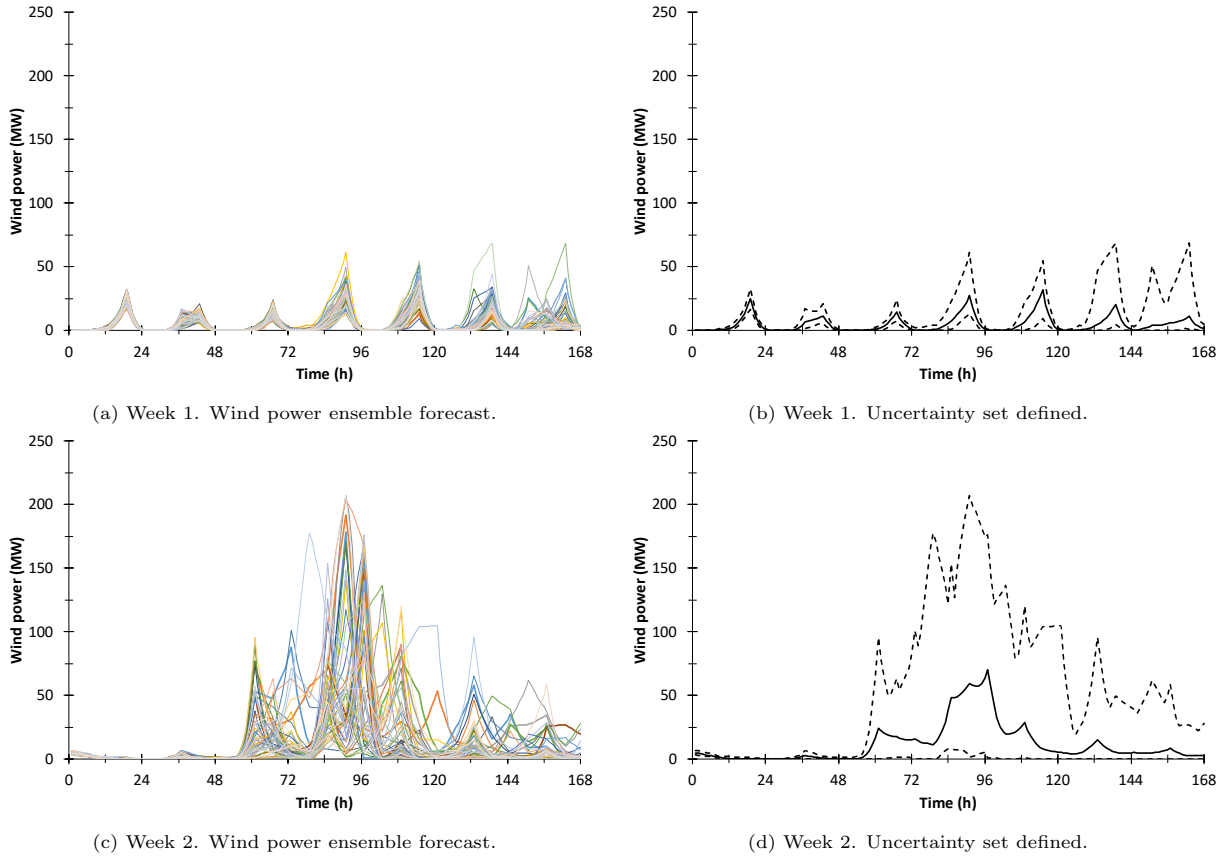 250
200
150
100
50
0
Wind power (MW)
0 24 48 72 96 120 144 168
Time (h)
(a) Week 1. Wind power ensemble forecast.
250
200
150
100
50
0
Wind power (MW)
0 24 48 72 96 120 144 168
Time (h)
(b) Week 1. Uncertainty set defined.
250
200
150
100
50
0
Wind power (MW)
0 24 48 72 96 120 144 168
Time (h)
(c) Week 2. Wind power ensemble forecast.
250
200
150
100
50
0
Wind power (MW)
0 24 48 72 96 120 144 168
Time (h)
(d) Week 2. Uncertainty set defined.